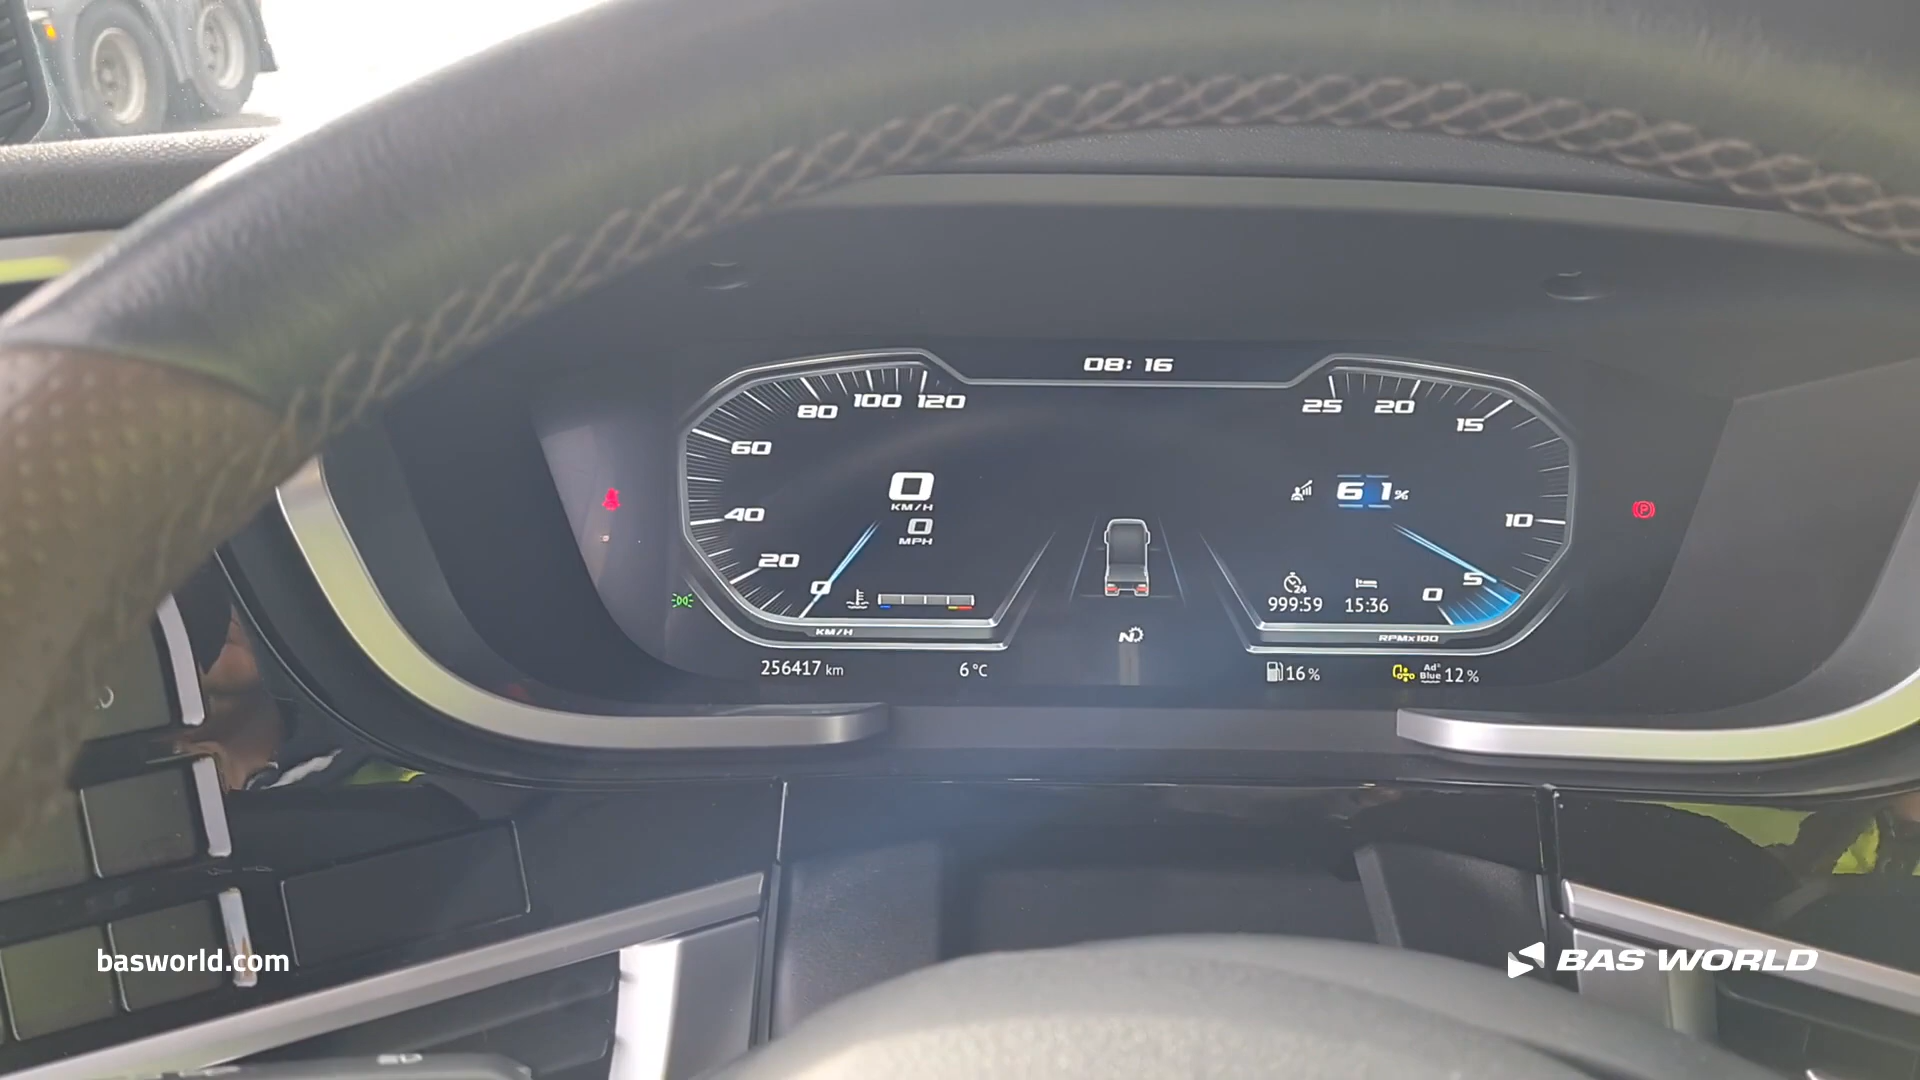 08:16
80 100 120
60
40
20
0
KM/H
0
KM/H
0
MPH
256417 km
6°C
N
25 20
15
10
5
0
RPMx100
61%
24
999:59
15:36
16%
Ad°
Blue
12%
P
basworld.com
BAS WORLD